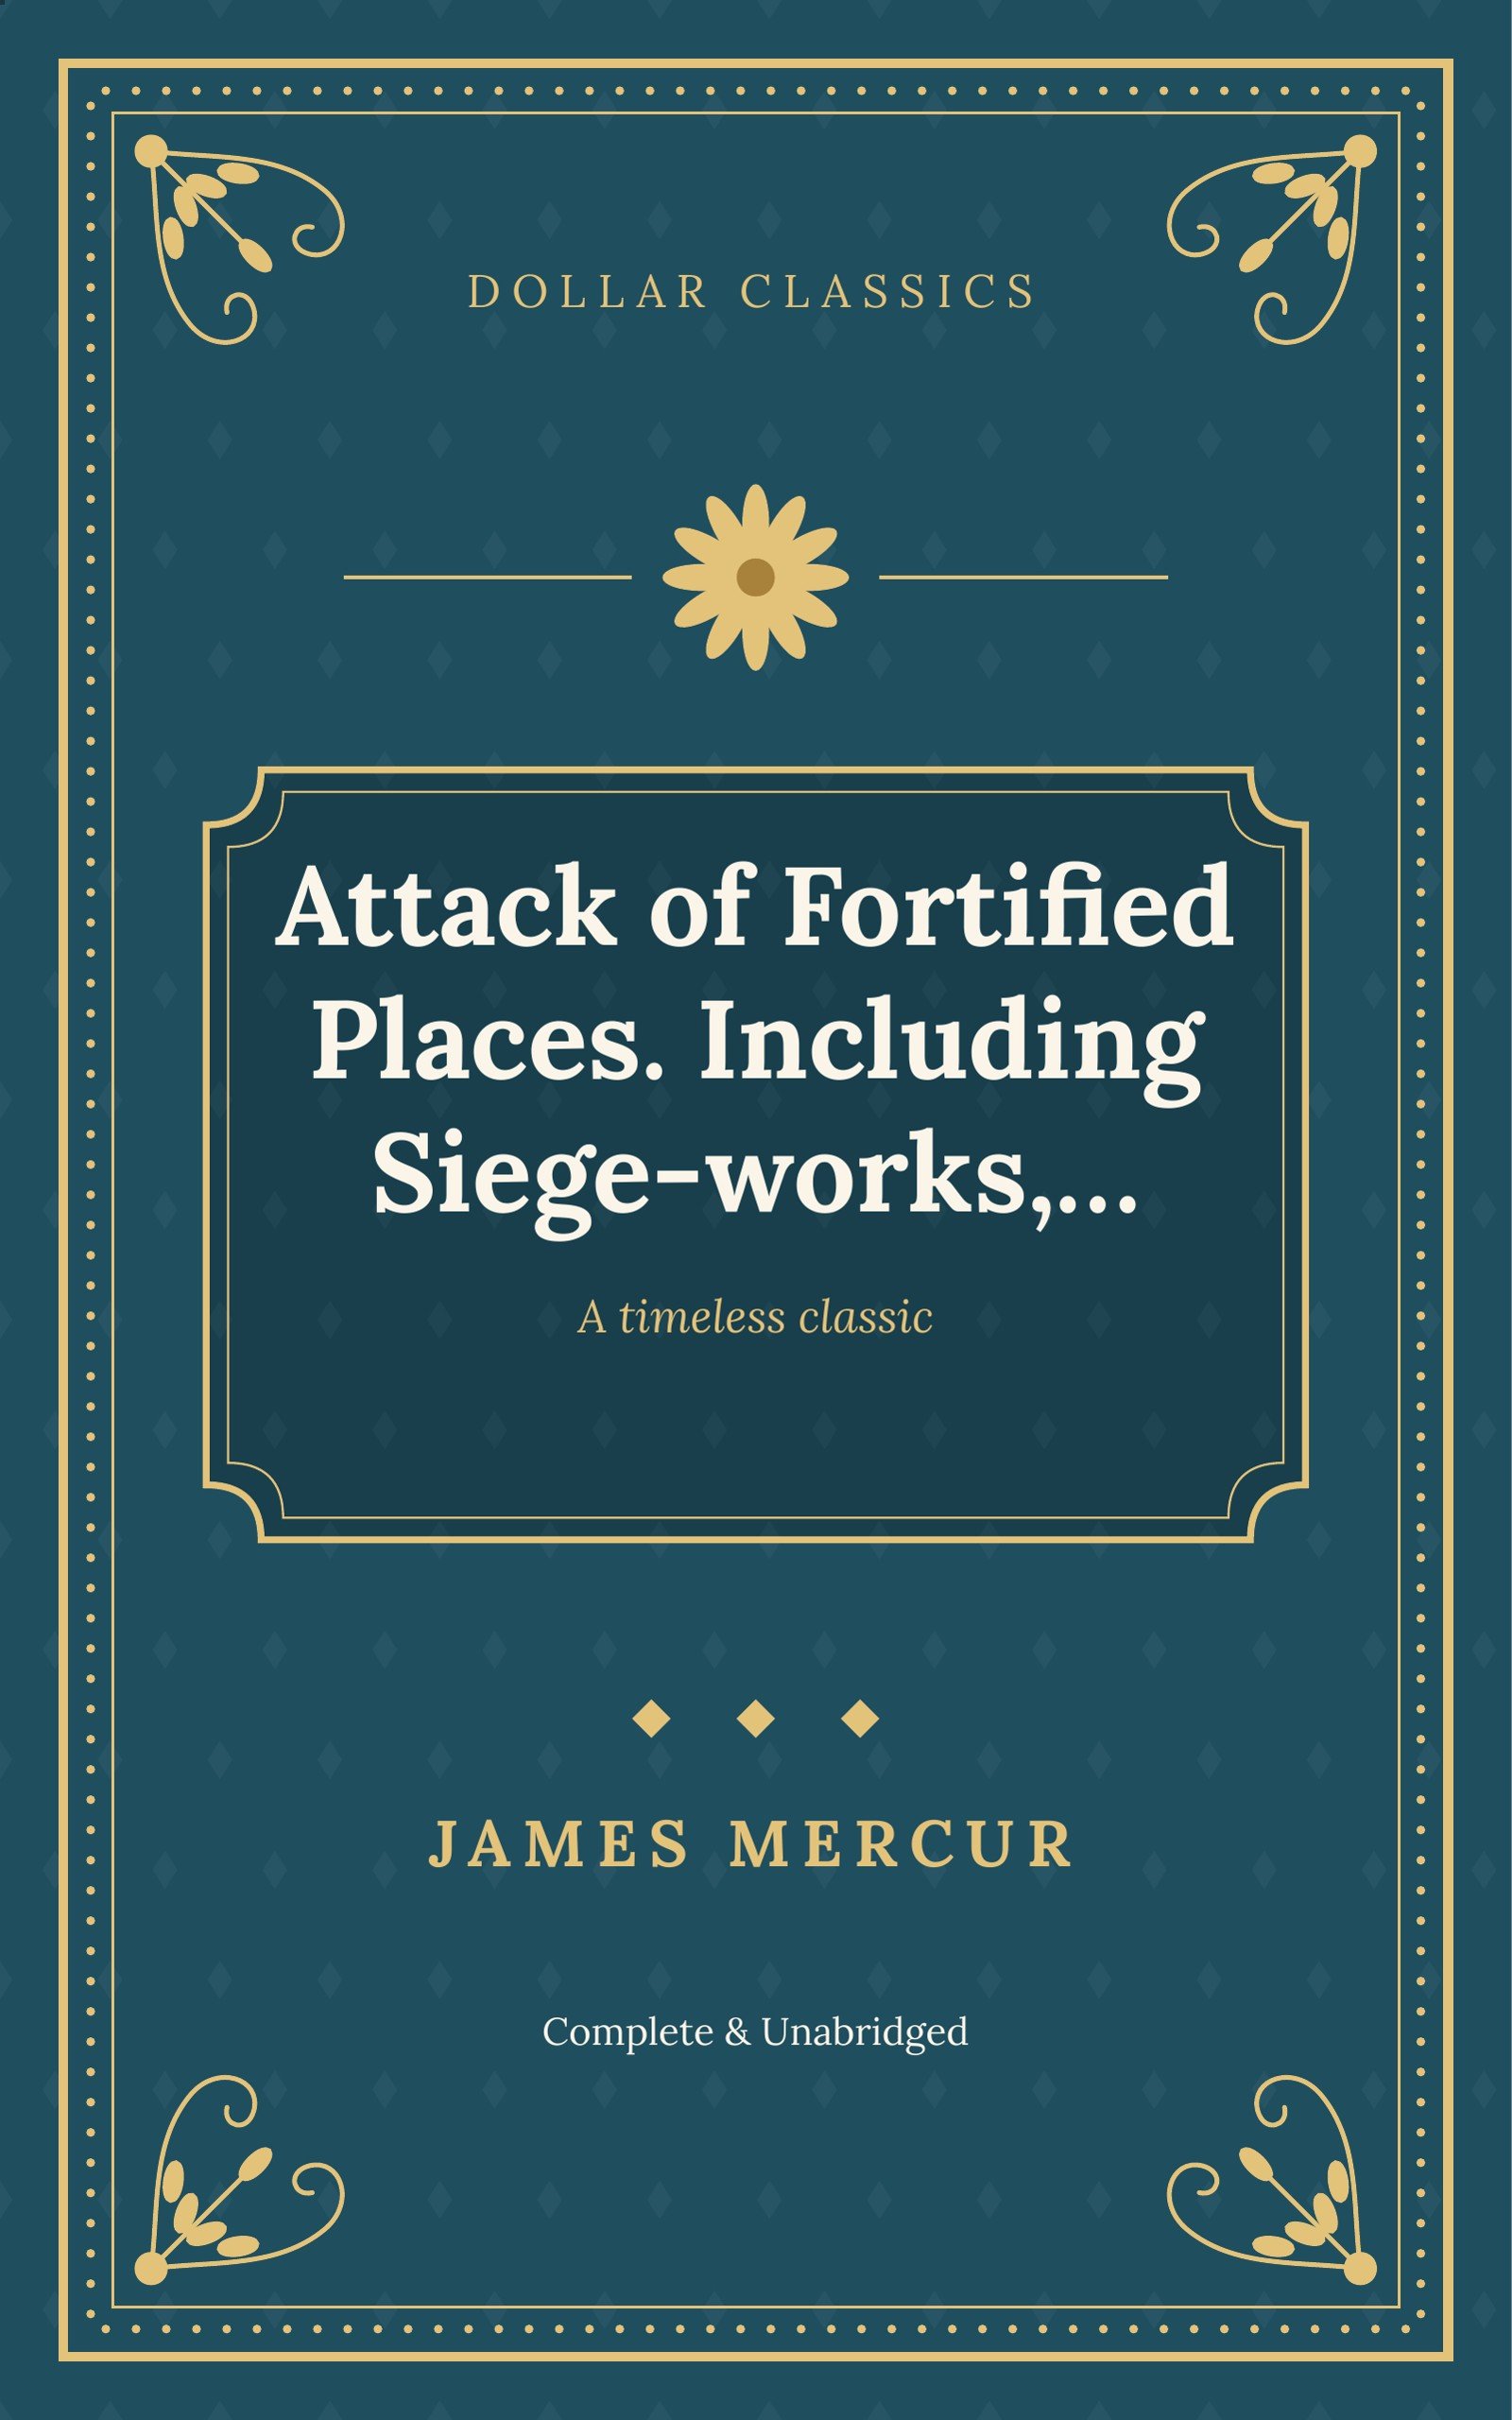 DOLLAR CLASSICS
Attack of Fortified
Places. Including
Siege-works,...
A timeless classic
JAMES MERCUR
Complete & Unabridged